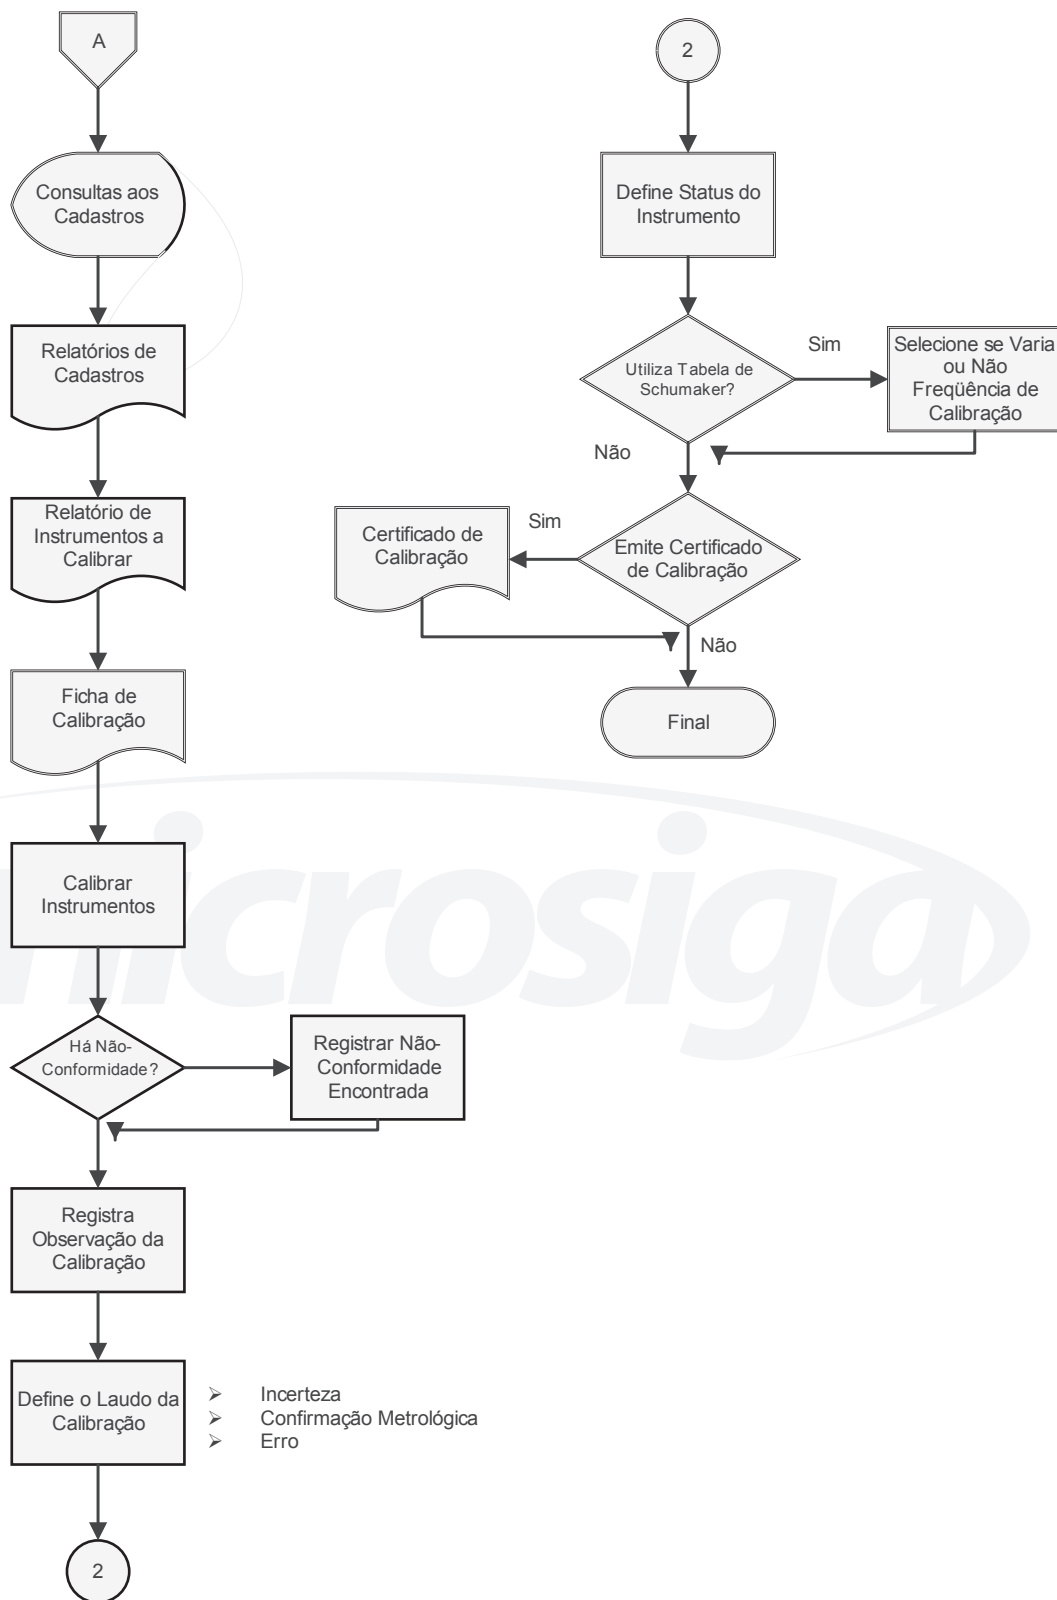 A
Consultas aos
Cadastros
Relatórios de
Cadastros
Relatório de
Instrumentos a
Calibrar
Ficha de
Calibração
Calibrar
Instrumentos
Há Não-
Conformidade?
Registrar Não-
Conformidade
Encontrada
Registra
Observação da
Calibração
Define o Laudo da
Calibração
➢ Incerteza
➢ Confirmação Metrológica
➢ Erro
2
2
Define Status do
Instrumento
Utiliza Tabela de
Schumaker?
Sim
Selecione se Varia
ou Não
Freqüência de
Calibração
Não
Emite Certificado
de Calibração
Sim
Certificado de
Calibração
Não
Final
microsiga